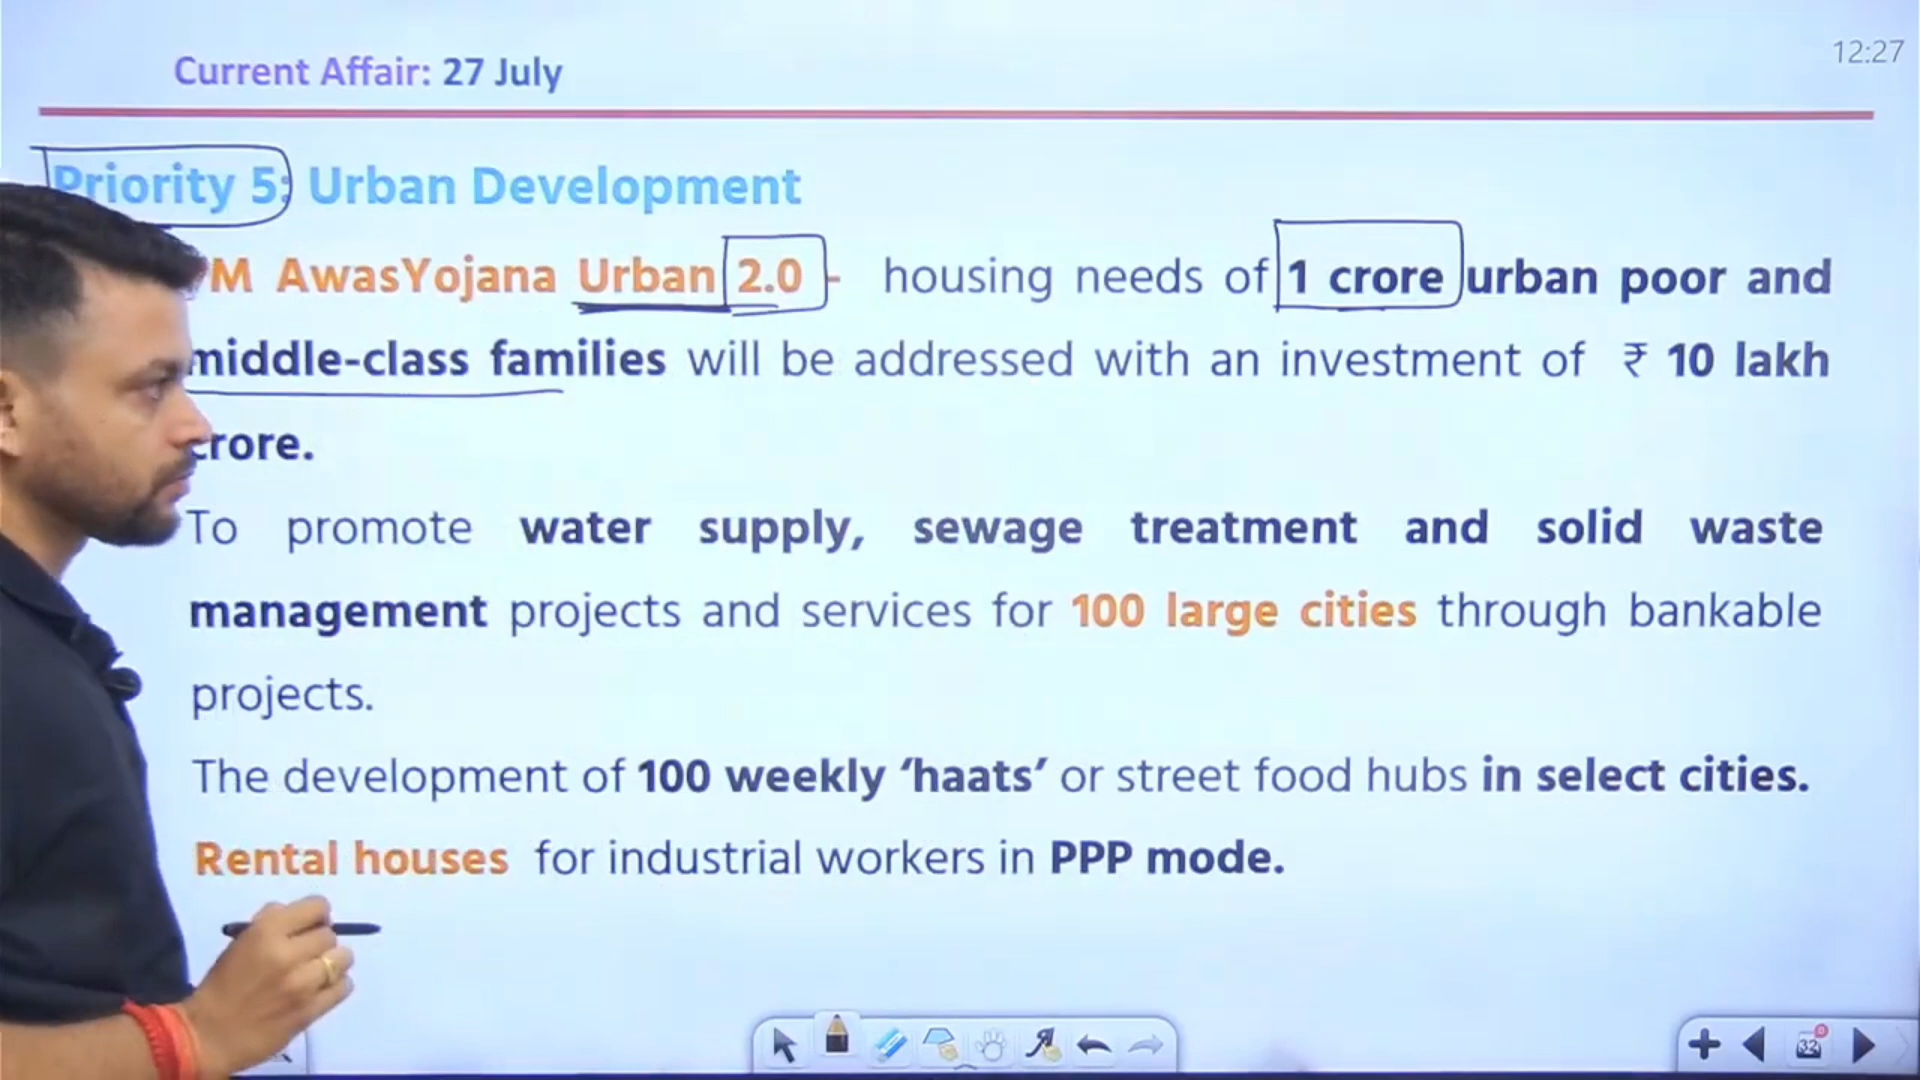 Current Affair: 27 July
12:27
Priority 5: Urban Development
PM AwasYojana Urban 2.0 - housing needs of 1 crore urban poor and
middle-class families will be addressed with an investment of ₹ 10 lakh
crore.
To promote water supply, sewage treatment and solid waste
management projects and services for 100 large cities through bankable
projects.
The development of 100 weekly ‘haats’ or street food hubs in select cities.
Rental houses for industrial workers in PPP mode.
32
0